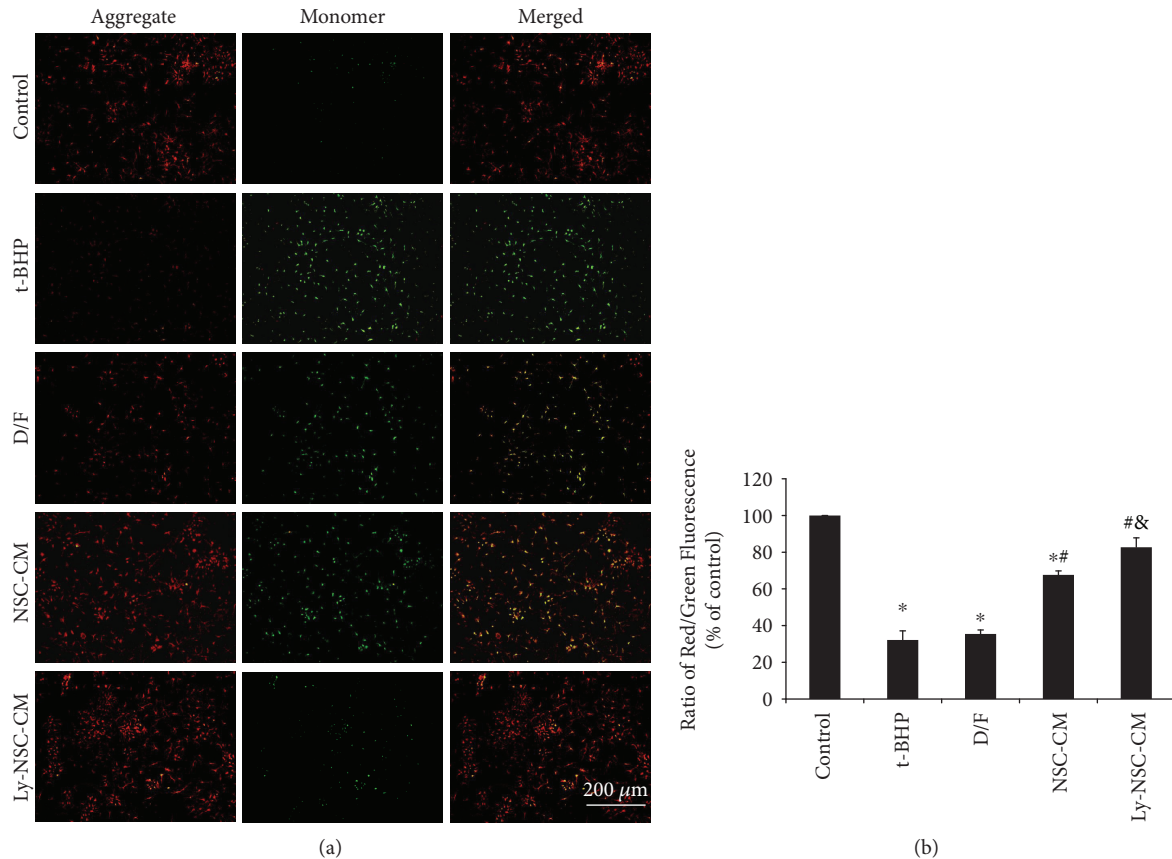 Aggregate Monomer Merged
Control
t-BHP
D/F
NSC-CM
Ly-NSC-CM
200 μm
(a)
Ratio of Red/Green Fluorescence
(% of control)
120
100
80
60
40
20
0
*
*
*#
#&
Control
t-BHP
D/F
NSC-CM
Ly-NSC-CM
(b)